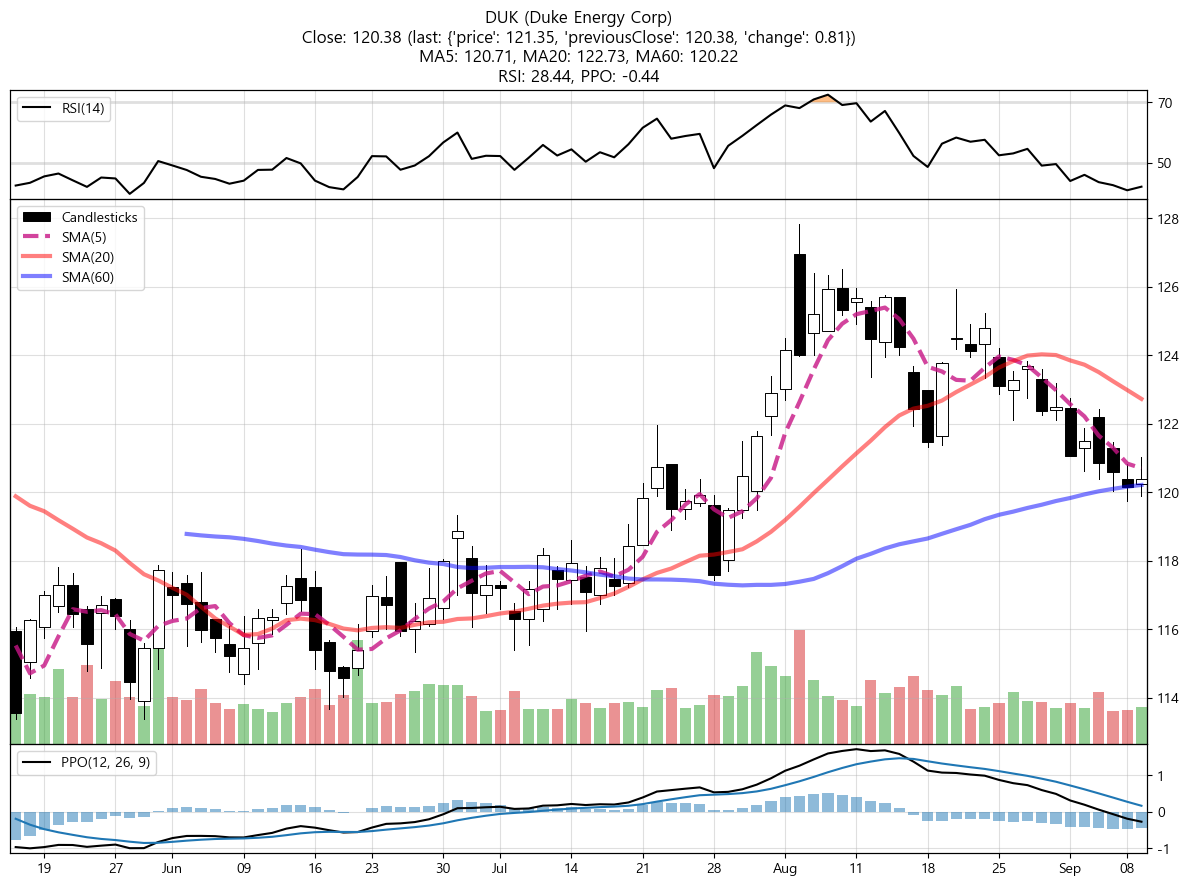 DUK (Duke Energy Corp)
Close: 120.38 (last: {'price': 121.35, 'previousClose': 120.38, 'change': 0.81})
MA5: 120.71, MA20: 122.73, MA60: 120.22
RSI: 28.44, PPO: -0.44
RSI(14)
70
50
Candlesticks
SMA(5)
SMA(20)
SMA(60)
128
126
124
122
120
118
116
114
PPO(12, 26, 9)
1
0
-1
19 27 Jun 09 16 23 Jul 14 21 28 Aug 11 18 25 Sep 08